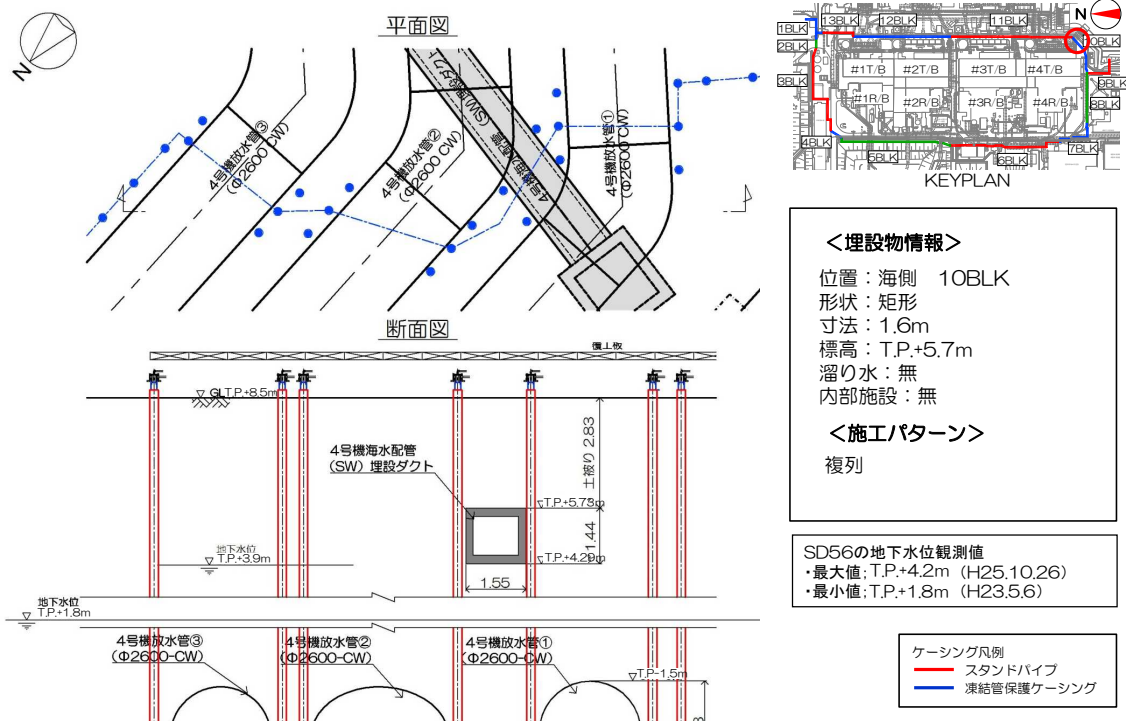 平面図
N
4号機放水管③
(Φ2600 CW)
4号機放水管②
(Φ2600 CW)
4号機海水配管 (SW)埋設ダクト
4号機放水管①
(Φ2600 CW)
N
1BLK
2BLK
3BLK
4BLK
5BLK
6BLK
7BLK
8BLK
9BLK
10BLK
11BLK
12BLK
13BLK
#1T/B
#2T/B
#3T/B
#4T/B
#1R/B
#2R/B
#3R/B
#4R/B
KEYPLAN
断面図
覆工板
GLT.P.+8.5m
土被り 2.83
4号機海水配管
(SW) 埋設ダクト
T.P.+5.73m
1.44
T.P.+4.29m
1.55
地下水位
T.P.+3.9m
地下水位
T.P.+1.8m
4号機放水管③
(Φ2600-CW)
4号機放水管②
(Φ2600-CW)
4号機放水管①
(Φ2600-CW)
T.P-1.5m
<埋設物情報>
位置：海側 10BLK
形状：矩形
寸法：1.6m
標高：T.P.+5.7m
溜り水：無
内部施設：無
<施工パターン>
複列
SD56の地下水位観測値
・最大値;T.P.+4.2m (H25.10.26)
・最小値;T.P.+1.8m (H23.5.6)
ケーシング凡例
スタンドパイプ
凍結管保護ケーシング